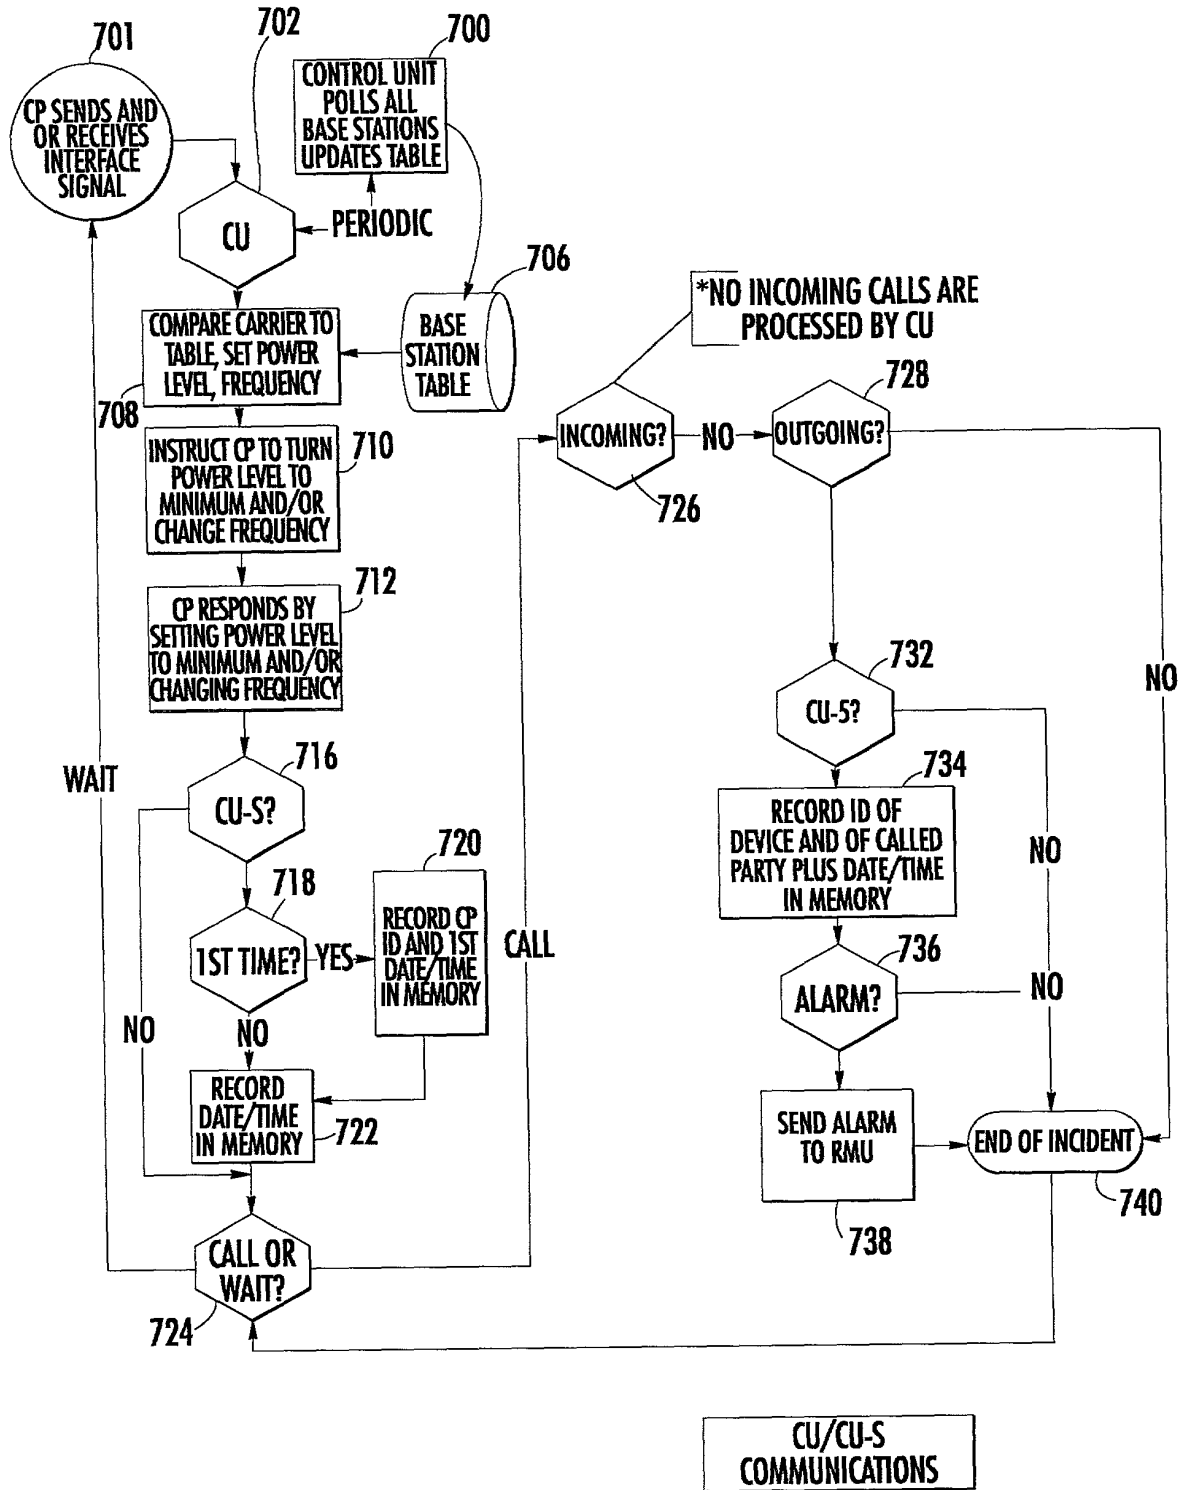 701
702
700
CP SENDS AND
OR RECEIVES
INTERFACE
SIGNAL
CONTROL UNIT
POLLS ALL
BASE STATIONS
UPDATES TABLE
CU
PERIODIC
706
COMPARE CARRIER TO
TABLE, SET POWER
LEVEL, FREQUENCY
708
BASE
STATION
TABLE
*NO INCOMING CALLS ARE
PROCESSED BY CU
INSTRUCT CP TO TURN
POWER LEVEL TO
MINIMUM AND/OR
CHANGE FREQUENCY
710
INCOMING?
726
NO
OUTGOING?
728
NO
CP RESPONDS BY
SETTING POWER LEVEL
TO MINIMUM AND/OR
CHANGING FREQUENCY
712
WAIT
CU-S?
716
1ST TIME?
718
YES
NO
NO
RECORD CP
ID AND 1ST
DATE/TIME
IN MEMORY
720
CALL
RECORD
DATE/TIME
IN MEMORY
722
CALL OR
WAIT?
724
CU-5?
732
NO
RECORD ID OF
DEVICE AND OF CALLED
PARTY PLUS DATE/TIME
IN MEMORY
734
ALARM?
736
NO
SEND ALARM
TO RMU
738
END OF INCIDENT
740
CU/CU-S
COMMUNICATIONS